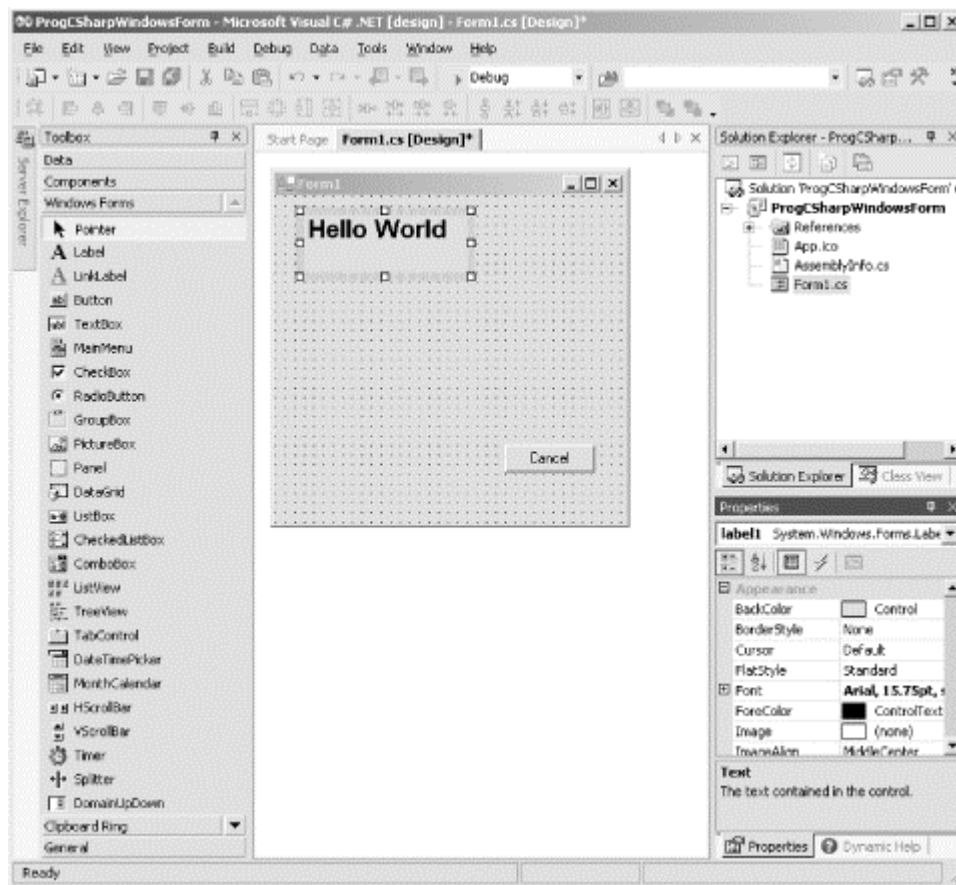 ProgCSharpWindowsForm - Microsoft Visual C# .NET [design] - Form1.cs [Design]*
File Edit View Project Build Debug Data Tools Window Help
Debug
Server Explorer
Toolbox
Data
Components
Windows Forms
Pointer
Label
LinkLabel
Button
TextBox
MainMenu
CheckBox
RadioButton
GroupBox
PictureBox
Panel
DataGrid
ListBox
CheckedListBox
ComboBox
ListView
TreeView
TabControl
DateTimePicker
MonthCalendar
HScrollBar
VScrollBar
Timer
Splitter
DomainUpDown
Clipboard Ring
General
Start Page Form1.cs [Design]*
Form1
Hello World
Cancel
Solution Explorer - ProgCSharp...
Solution 'ProgCSharpWindowsForm' (
ProgCSharpWindowsForm
References
App.ico
AssemblyInfo.cs
Form1.cs
Solution Explorer Class View
Properties
label1 System.Windows.Forms.Labe
Appearance
BackColor Control
BorderStyle None
Cursor Default
FlatStyle Standard
Font Arial, 15.75pt, s
ForeColor ControlText
Image (none)
ImageAlign MiddleCenter
Text
The text contained in the control.
Properties Dynamic Help
Ready